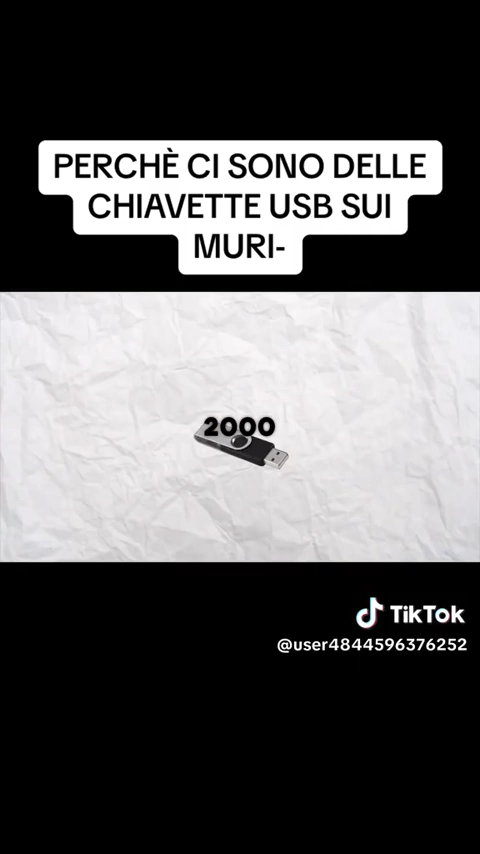 PERCHÈ CI SONO DELLE
CHIAVETTE USB SUI
MURI-
2000
TikTok
@user4844596376252